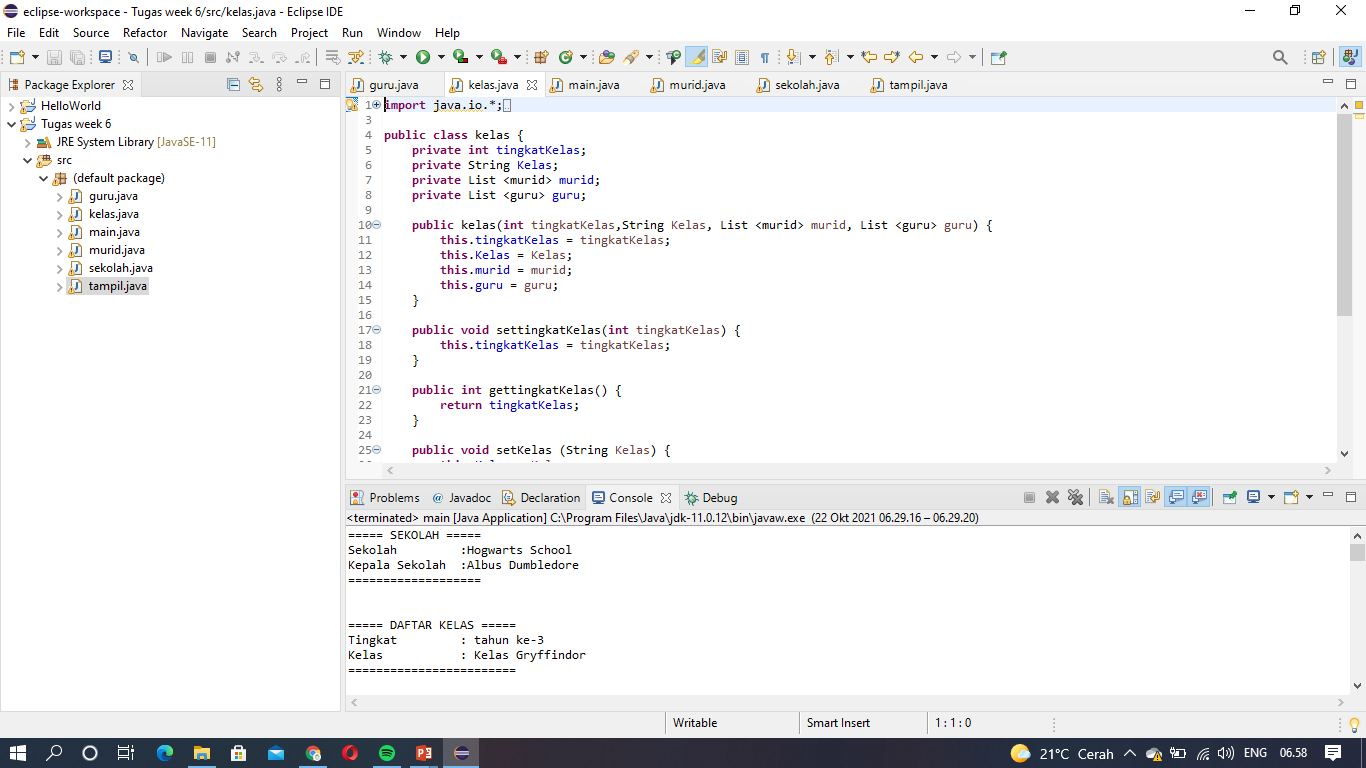 eclipse-workspace - Tugas week 6/src/kelas.java - Eclipse IDE
File Edit Source Refactor Navigate Search Project Run Window Help
Package Explorer
HelloWorld
Tugas week 6
JRE System Library [JavaSE-11]
src
(default package)
guru.java
kelas.java
main.java
murid.java
sekolah.java
tampil.java
guru.java kelas.java main.java murid.java sekolah.java tampil.java
1 import java.io.*;
3
4 public class kelas {
5 private int tingkatKelas;
6 private String Kelas;
7 private List <murid> murid;
8 private List <guru> guru;
9
10 public kelas(int tingkatKelas,String Kelas, List <murid> murid, List <guru> guru) {
11 this.tingkatKelas = tingkatKelas;
12 this.Kelas = Kelas;
13 this.murid = murid;
14 this.guru = guru;
15 }
16
17 public void settingkatKelas(int tingkatKelas) {
18 this.tingkatKelas = tingkatKelas;
19 }
20
21 public int gettingkatKelas() {
22 return tingkatKelas;
23 }
24
25 public void setKelas (String Kelas) {
Problems @ Javadoc Declaration Console Debug
<terminated> main [Java Application] C:\Program Files\Java\jdk-11.0.12\bin\javaw.exe (22 Okt 2021 06.29.16 – 06.29.20)
===== SEKOLAH =====
Sekolah :Hogwarts School
Kepala Sekolah :Albus Dumbledore
===================
===== DAFTAR KELAS =====
Tingkat : tahun ke-3
Kelas : Kelas Gryffindor
========================
Writable Smart Insert 1 : 1 : 0
21°C Cerah ENG 06.58